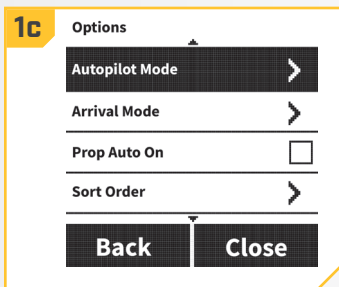 1c
Options
Autopilot Mode
Arrival Mode
Prop Auto On
Sort Order
Back Close